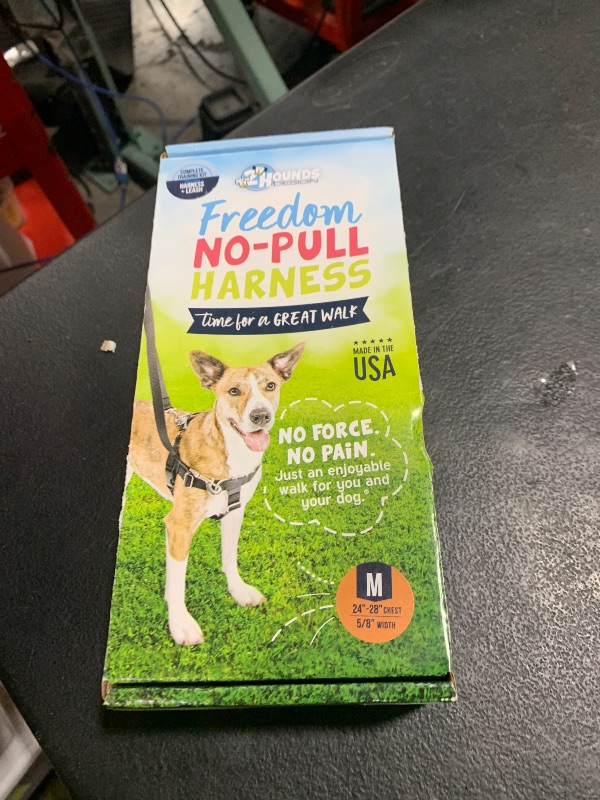 COMPLETE
TRAINING KIT
HARNESS
+ LEASH
2 HOUNDS
DESIGN
Freedom
NO-PULL
HARNESS
time for a GREAT WALK
MADE IN THE
USA
NO FORCE.
NO PAiN.
Just an enjoyable
walk for you and
your dog.®
M
24"-28" CHEST
5/8" WIDTH